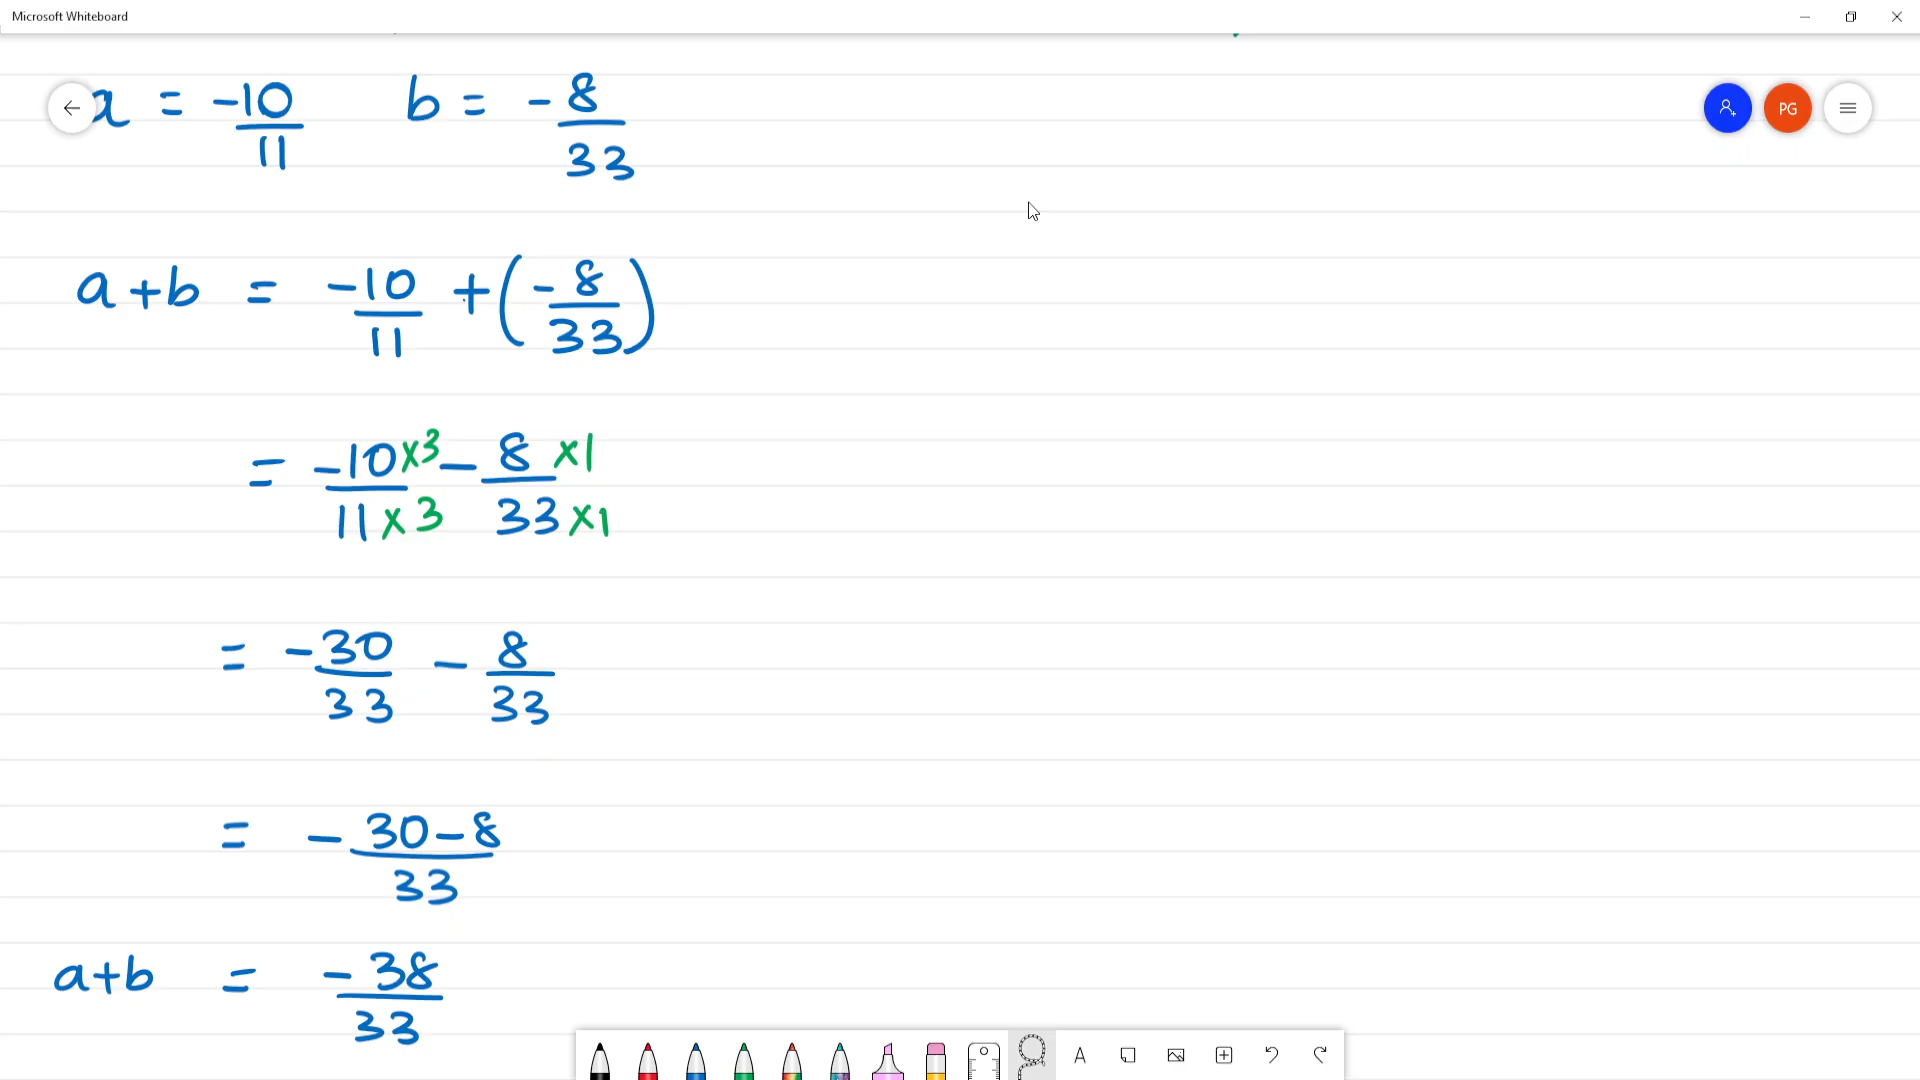 Microsoft Whiteboard
a = -10/11 b = -8/33
PG
a+b = -10/11 + (-8/33)
= -10×3/11×3 - 8×1/33×1
= -30/33 - 8/33
= -30-8/33
a+b = -38/33
A